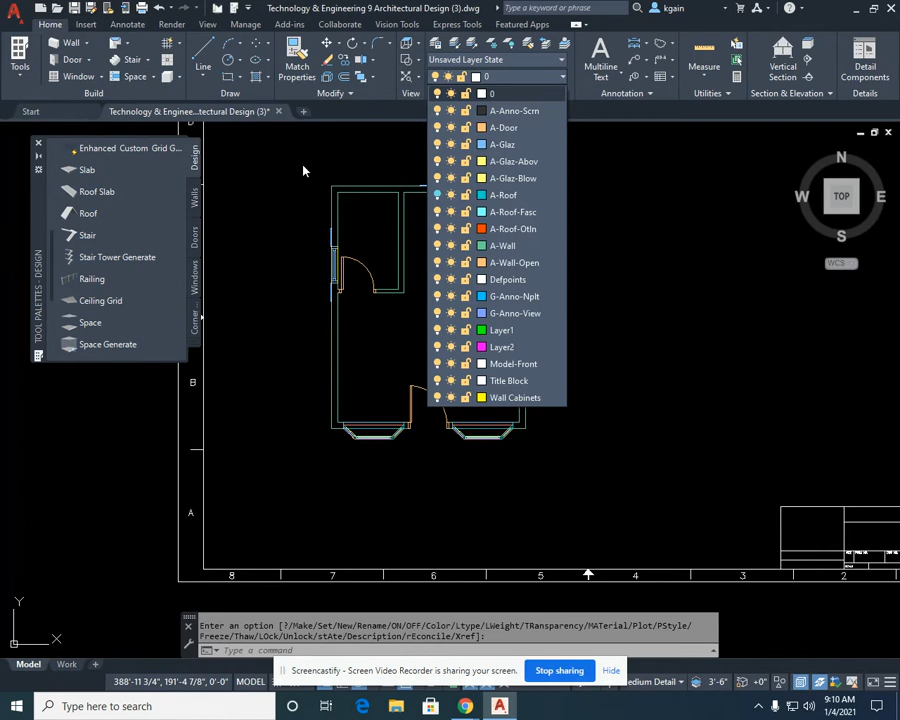 Technology & Engineering 9 Architectural Design (3).dwg
Type a keyword or phrase
kgain
Home
Insert
Annotate
Render
View
Manage
Add-ins
Collaborate
Vision Tools
Express Tools
Featured Apps
Tools
Wall
Door
Window
Stair
Space
Build
Line
Draw
Match
Properties
Modify
View
Unsaved Layer State
0
Multiline
Text
Annotation
Measure
Utilities
Vertical
Section
Section & Elevation
Detail
Components
Details
Start
Technology & Enginee...tectural Design (3)*
0
A-Anno-Scrn
A-Door
A-Glaz
A-Glaz-Abov
A-Glaz-Blow
A-Roof
A-Roof-Fasc
A-Roof-Otln
A-Wall
A-Wall-Open
Defpoints
G-Anno-Nplt
G-Anno-View
Layer1
Layer2
Model-Front
Title Block
Wall Cabinets
Enhanced Custom Grid G...
Slab
Roof Slab
Roof
Stair
Stair Tower Generate
Railing
Ceiling Grid
Space
Space Generate
Design
Walls
Doors
Windows
Corner...
TOOL PALETTES - DESIGN
N
W
TOP
E
S
WCS
B
A
8
7
6
5
4
3
2
Y
X
Enter an option [?/Make/Set/New/Rename/ON/OFF/Color/Ltype/LWeight/TRansparency/MATerial/Plot/PStyle/
Freeze/Thaw/LOck/Unlock/stAte/Description/rEconcile/Xref]:
Type a command
Model
Work
Screencastify - Screen Video Recorder is sharing your screen.
Stop sharing
Hide
388'-11 3/4", 191'-4 7/8", 0'-0"
MODEL
edium Detail
3'-6"
+0"
Type here to search
9:10 AM
1/4/2021